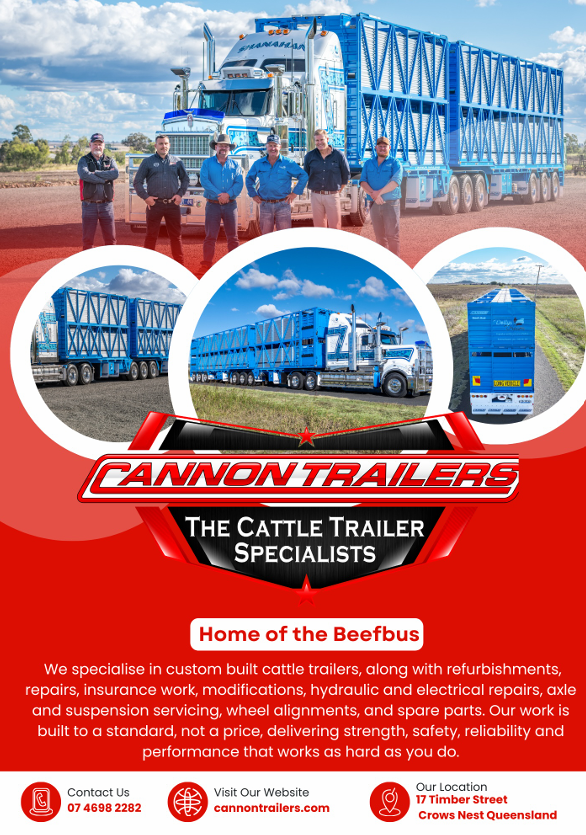 SHANAHAN
CANNON TRAILERS
THE CATTLE TRAILER
SPECIALISTS
Home of the Beefbus
We specialise in custom built cattle trailers, along with refurbishments,
repairs, insurance work, modifications, hydraulic and electrical repairs, axle
and suspension servicing, wheel alignments, and spare parts. Our work is
built to a standard, not a price, delivering strength, safety, reliability and
performance that works as hard as you do.
Contact Us
07 4698 2282
Visit Our Website
cannontrailers.com
Our Location
17 Timber Street
Crows Nest Queensland